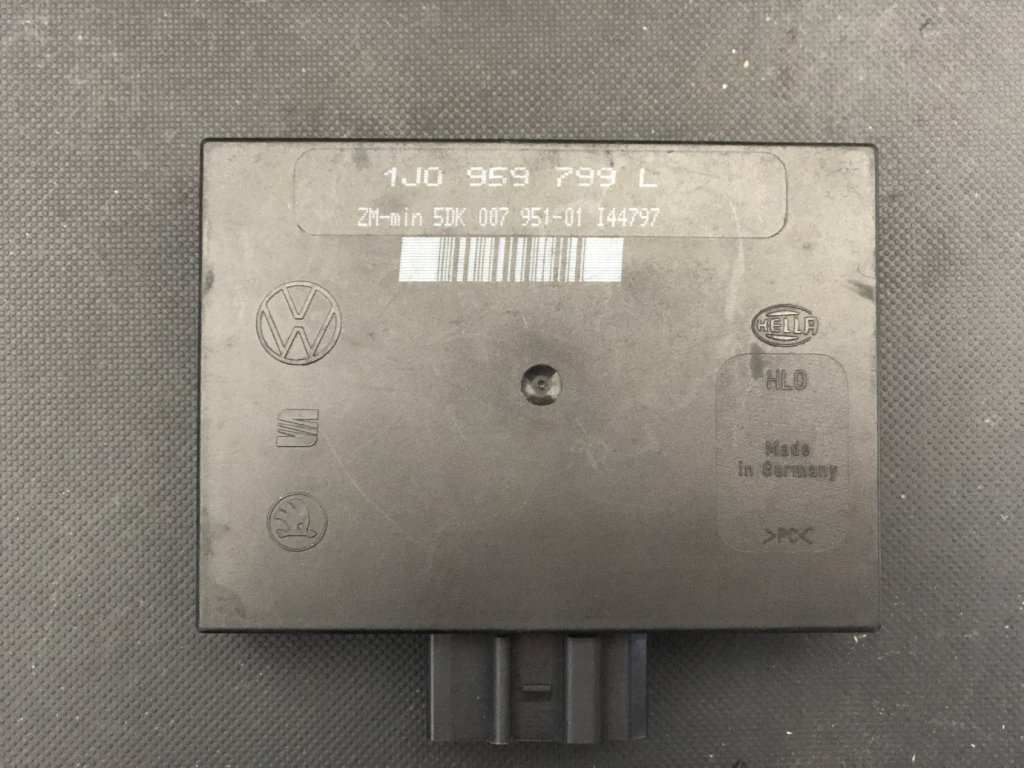 1J0 959 799 L
ZM-min 5DK 007 951-01 I44797
HELLA
HLO
Made
in Germany
>PC<